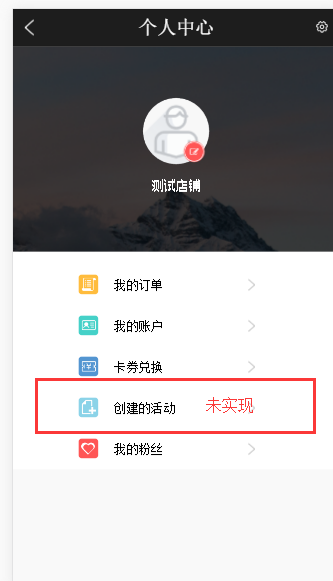 个人中心
测试店铺
我的订单
我的账户
卡券兑换
创建的活动 未实现
我的粉丝